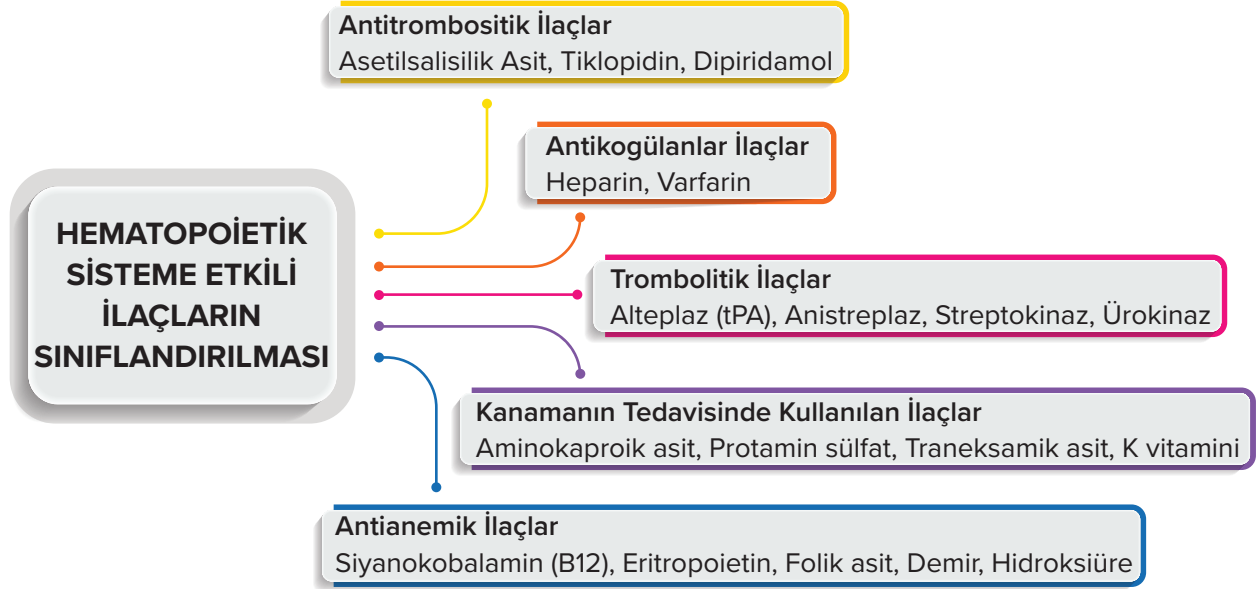 Antitrombositik İlaçlar
Asetilsalisilik Asit, Tiklopidin, Dipiridamol
Antikogülanlar İlaçlar
Heparin, Varfarin
HEMATOPOİETİK
SİSTEME ETKİLİ
İLAÇLARIN
SINIFLANDIRILMASI
Trombolitik İlaçlar
Alteplaz (tPA), Anistreplaz, Streptokinaz, Ürokinaz
Kanamanın Tedavisinde Kullanılan İlaçlar
Aminokaproik asit, Protamin sülfat, Traneksamik asit, K vitamini
Antianemik İlaçlar
Siyanokobalamin (B12), Eritropoietin, Folik asit, Demir, Hidroksiüre